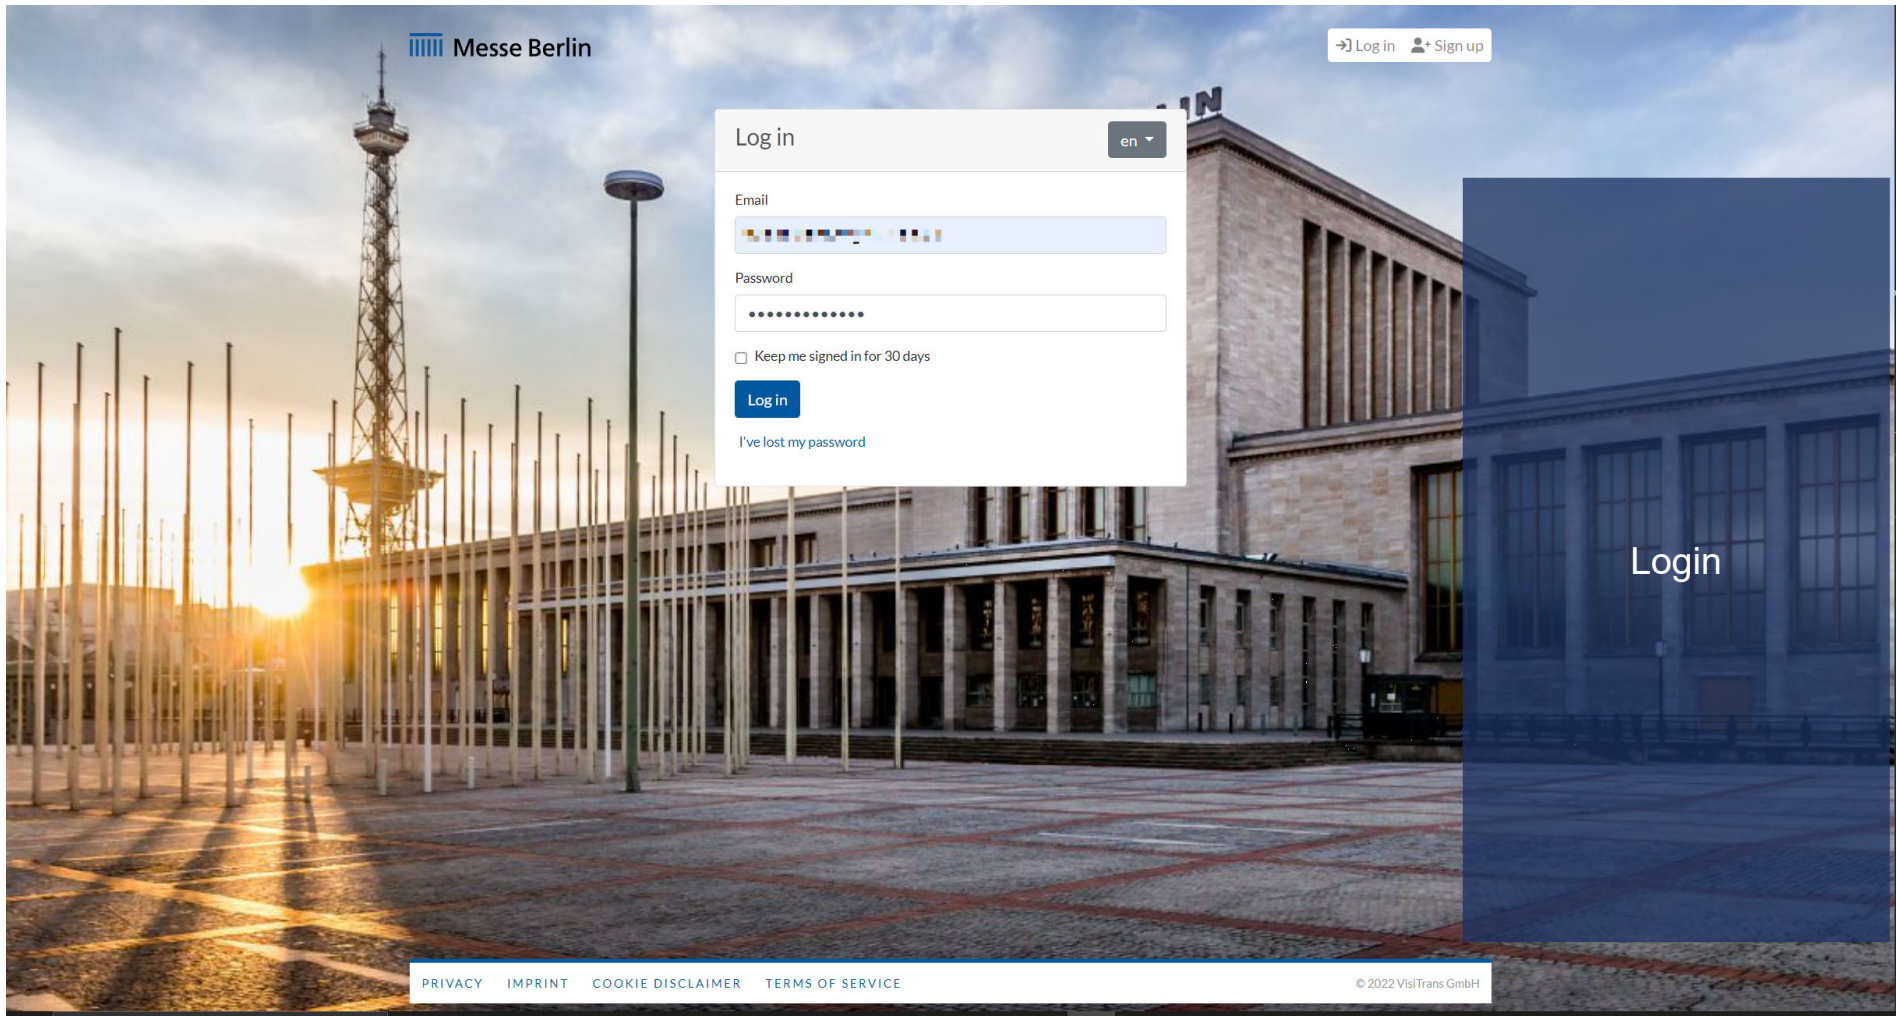 Messe Berlin
Log in
Sign up
IN
Log in
en
Email
Password
•••••••••••••
Keep me signed in for 30 days
Log in
I've lost my password
Login
PRIVACY
IMPRINT
COOKIE DISCLAIMER
TERMS OF SERVICE
© 2022 VisiTrans GmbH